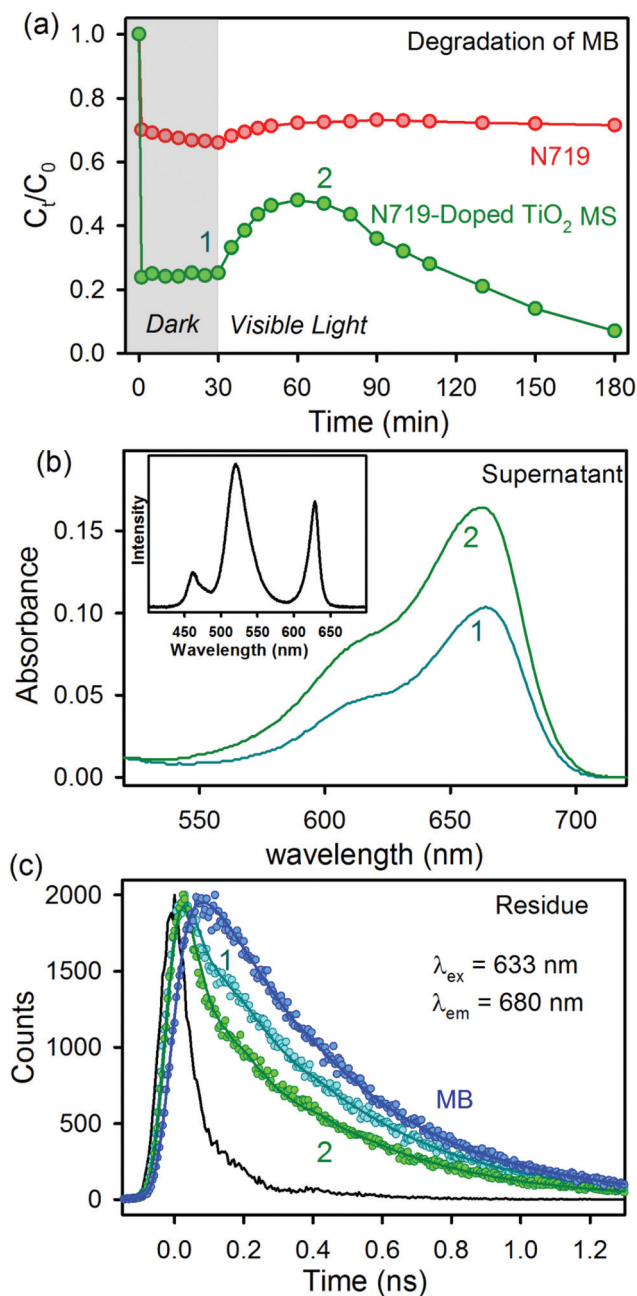 (a)
Degradation of MB
1.0
0.8
0.6
0.4
0.2
0.0
C_t/C_0
N719
2
N719-Doped TiO₂ MS
1
Dark
Visible Light
0 30 60 90 120 150 180
Time (min)
(b)
Supernatant
Intensity
450 500 550 600 650
Wavelength (nm)
0.15
0.10
0.05
0.00
Absorbance
2
1
550 600 650 700
wavelength (nm)
(c)
Residue
2000
1500
1000
500
0
Counts
λex = 633 nm
λem = 680 nm
1
MB
2
0.0 0.2 0.4 0.6 0.8 1.0 1.2
Time (ns)